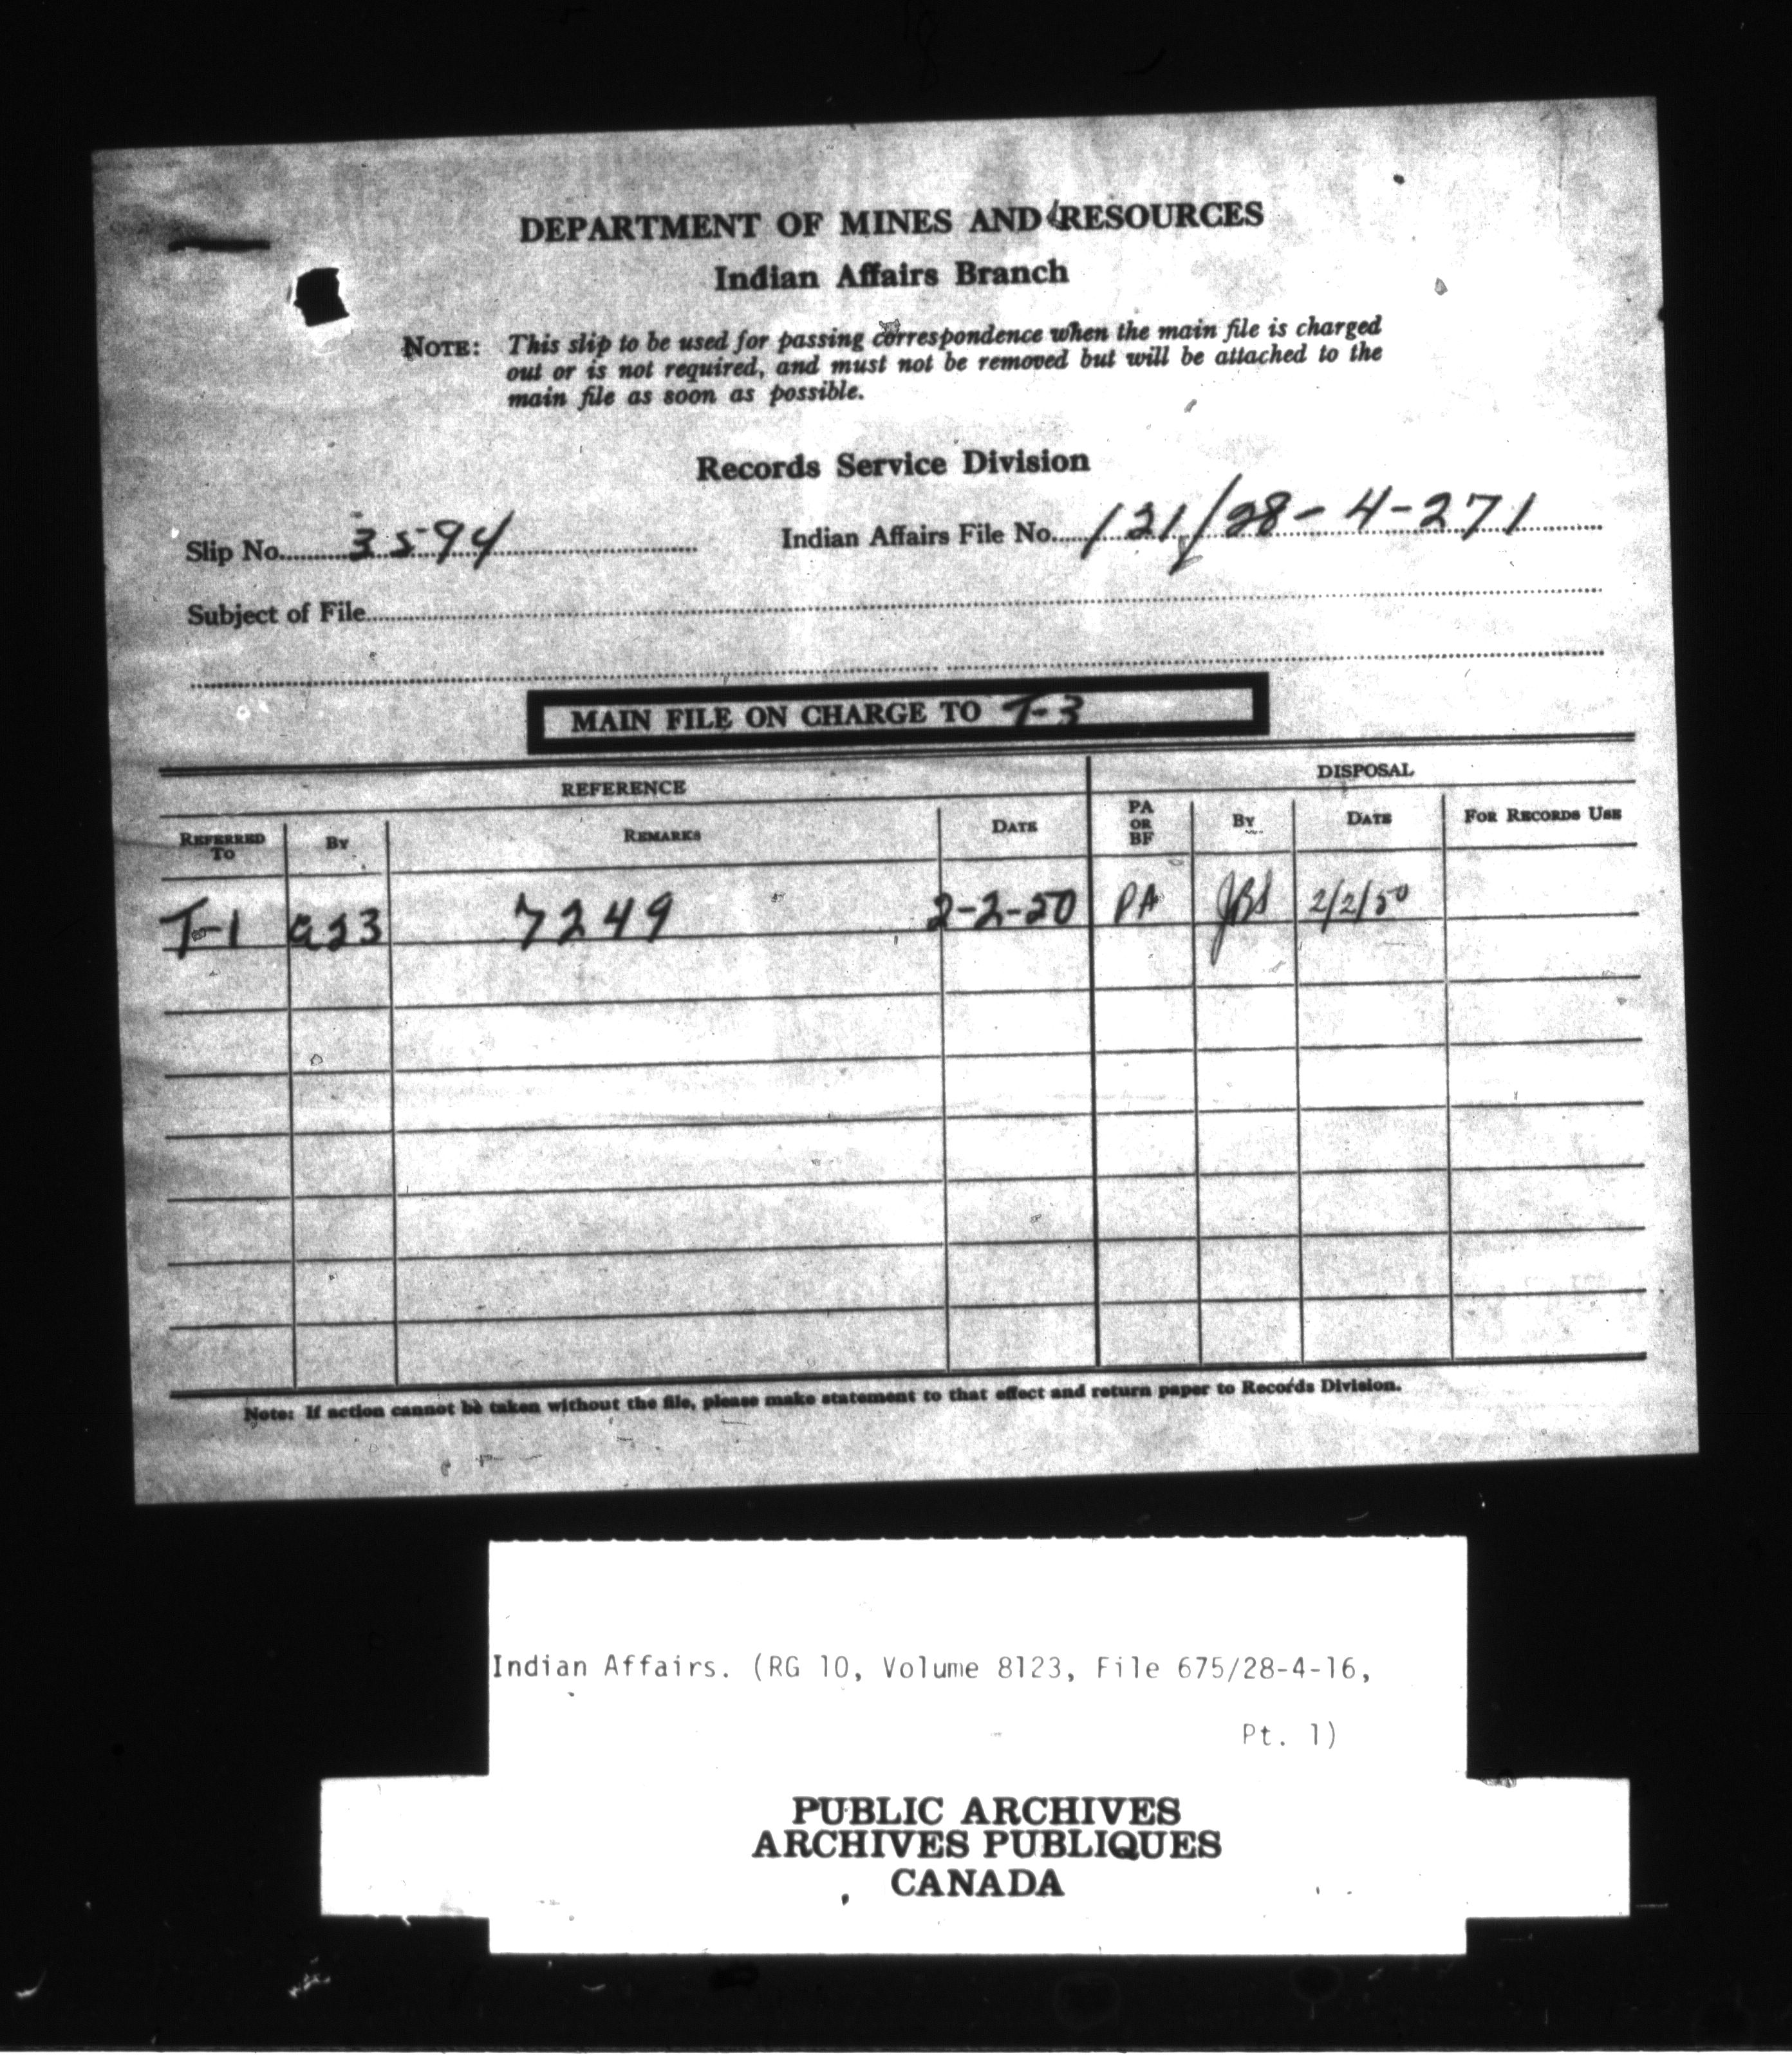 DEPARTMENT OF MINES AND RESOURCES
Indian Affairs Branch
NOTE: This slip to be used for passing correspondence when the main file is charged
out or is not required, and must not be removed but will be attached to the
main file as soon as possible.
Records Service Division
Slip No. 3594 Indian Affairs File No. 121/28-4-271
Subject of File
MAIN FILE ON CHARGE TO T-3
REFERENCE DISPOSAL
REFERRED TO BY REMARKS DATE PA OR BF BY DATE FOR RECORDS USE
T-1 7249 2-2-50 PA 2/2/50
Note: If action cannot be taken without the file, please make statement to that effect and return paper to Records Division.
Indian Affairs. (RG 10, Volume 8123, File 675/28-4-16,
Pt. 1)
PUBLIC ARCHIVES
ARCHIVES PUBLIQUES
CANADA